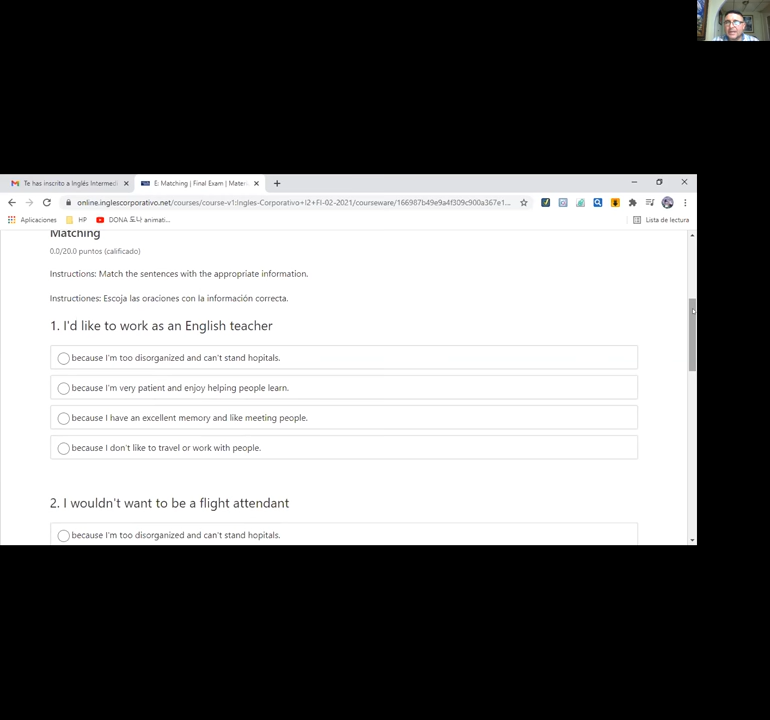 Te has inscrito a Inglés Intermedi
E: Matching | Final Exam | Mater
online.inglescorporativo.net/courses/course-v1:Ingles-Corporativo+I2+FI-02-2021/courseware/166987b49e9a4f309c900a367e1...
Aplicaciones
HP
DONA 도나 animati...
Lista de lectura
Matching
0.0/20.0 puntos (calificado)
Instructions: Match the sentences with the appropriate information.
Instructiones: Escoja las oraciones con la información correcta.
1. I'd like to work as an English teacher
because I'm too disorganized and can't stand hopitals.
because I'm very patient and enjoy helping people learn.
because I have an excellent memory and like meeting people.
because I don't like to travel or work with people.
2. I wouldn't want to be a flight attendant
because I'm too disorganized and can't stand hopitals.